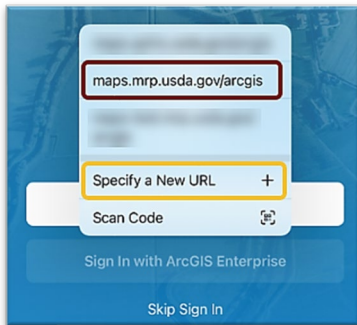 maps.mrp.usda.gov/arcgis
Specify a New URL
Scan Code
Sign In with ArcGIS Enterprise
Skip Sign In